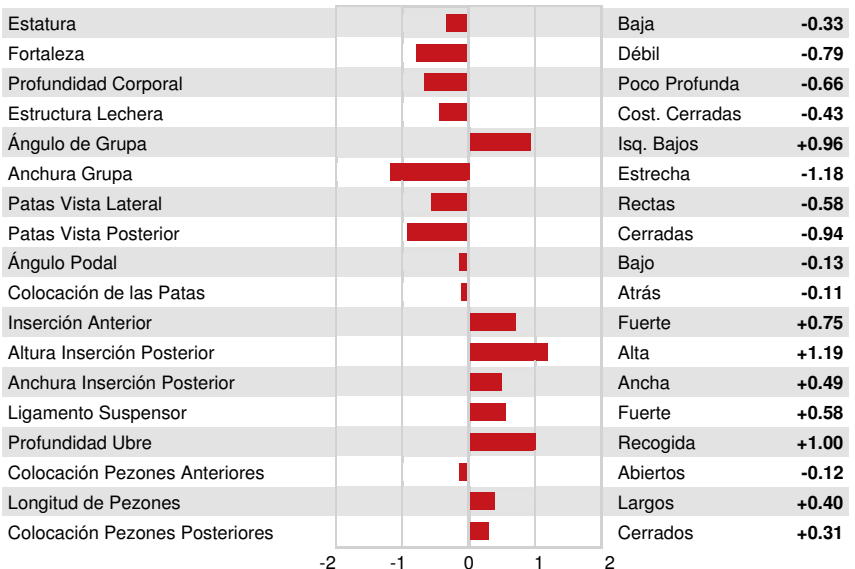 Estatura Baja -0.33
Fortaleza Débil -0.79
Profundidad Corporal Poco Profunda -0.66
Estructura Lechera Cost. Cerradas -0.43
Ángulo de Grupa Isq. Bajos +0.96
Anchura Grupa Estrecha -1.18
Patas Vista Lateral Rectas -0.58
Patas Vista Posterior Cerradas -0.94
Ángulo Podal Bajo -0.13
Colocación de las Patas Atrás -0.11
Inserción Anterior Fuerte +0.75
Altura Inserción Posterior Alta +1.19
Anchura Inserción Posterior Ancha +0.49
Ligamento Suspensor Fuerte +0.58
Profundidad Ubre Recogida +1.00
Colocación Pezones Anteriores Abiertos -0.12
Longitud de Pezones Largos +0.40
Colocación Pezones Posteriores Cerrados +0.31
-2 -1 0 1 2